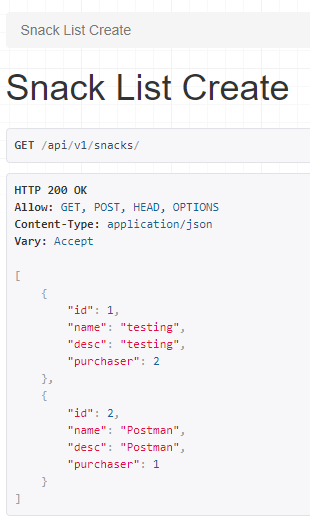 Snack List Create
Snack List Create
GET /api/v1/snacks/
HTTP 200 OK
Allow: GET, POST, HEAD, OPTIONS
Content-Type: application/json
Vary: Accept
[
    {
        "id": 1,
        "name": "testing",
        "desc": "testing",
        "purchaser": 2
    },
    {
        "id": 2,
        "name": "Postman",
        "desc": "Postman",
        "purchaser": 1
    }
]